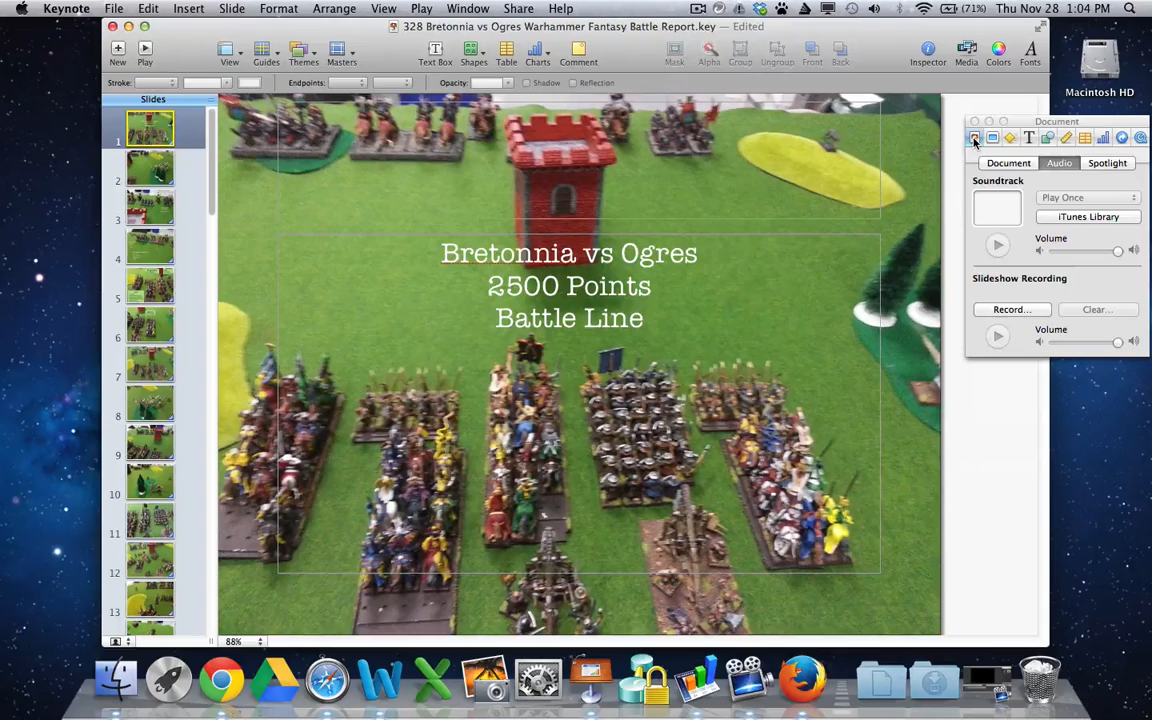 Keynote File Edit Insert Slide Format Arrange View Play Window Share Help (71%) Thu Nov 28 1:04 PM
328 Bretonnia vs Ogres Warhammer Fantasy Battle Report.key — Edited
New Play View Guides Themes Masters Text Box Shapes Table Charts Comment Mask Alpha Group Ungroup Front Back Inspector Media Colors Fonts
Stroke: Endpoints: Opacity: Shadow Reflection
Slides
1
2
3
4
5
6
7
8
9
10
11
12
13
Bretonnia vs Ogres
2500 Points
Battle Line
88%
Macintosh HD
Document
Document Audio Spotlight
Soundtrack
Play Once
iTunes Library
Volume
Slideshow Recording
Record... Clear...
Volume